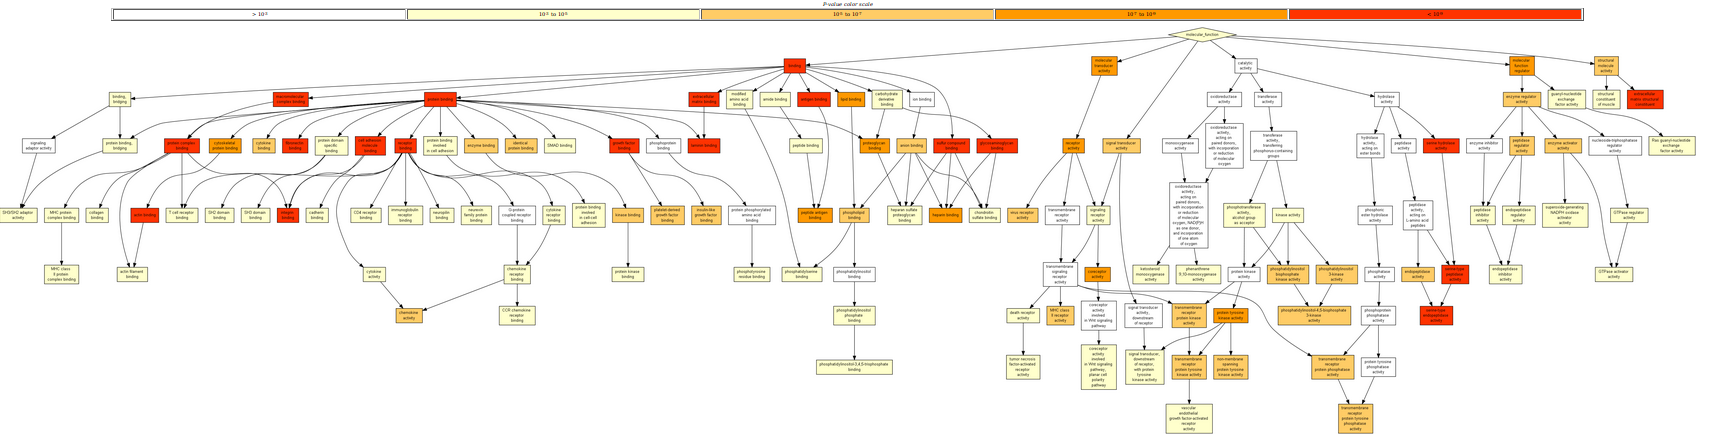 P-value color scale
molecular_function
binding
molecular
transducer
activity
catalytic
activity
molecular
function
regulator
structural
molecule
activity
binding,
bridging
macromolecular
complex binding
protein binding
extracellular
matrix binding
modified
amino acid
binding
amide binding
antigen binding
lipid binding
carbohydrate
derivative
binding
ion binding
oxidoreductase
activity
transferase
activity
hydrolase
activity
enzyme regulator
activity
guanyl-nucleotide
exchange
factor activity
structural
constituent
of muscle
extracellular
matrix structural
constituent
signaling
adaptor activity
protein binding,
bridging
protein complex
binding
cytoskeletal
protein binding
cytokine
binding
fibronectin
binding
protein domain
specific
binding
cell adhesion
molecule
binding
receptor
binding
protein binding
involved
in cell adhesion
enzyme binding
identical
protein binding
SMAD binding
growth factor
binding
phosphoprotein
binding
laminin binding
peptide binding
proteoglycan
binding
anion binding
sulfur compound
binding
glycosaminoglycan
binding
receptor
activity
signal transducer
activity
monooxygenase
activity
oxidoreductase
activity,
acting on
paired donors,
with incorporation
or reduction
of molecular
oxygen
transferase
activity,
transferring
phosphorus-containing
groups
hydrolase
activity,
acting on
ester bonds
peptidase
activity
serine hydrolase
activity
enzyme inhibitor
activity
peptidase
regulator
activity
enzyme activator
activity
nucleoside-triphosphatase
regulator
activity
Ras guanyl-nucleotide
exchange
factor activity
SH3/SH2 adaptor
activity
MHC protein
complex binding
collagen
binding
actin binding
T cell receptor
binding
SH2 domain
binding
SH3 domain
binding
integrin
binding
cadherin
binding
CD4 receptor
binding
immunoglobulin
receptor
binding
neuropilin
binding
neurexin
family protein
binding
G-protein
coupled receptor
binding
cytokine
receptor
binding
protein binding
involved
in cell-cell
adhesion
kinase binding
platelet-derived
growth factor
binding
insulin-like
growth factor
binding
protein phosphorylated
amino acid
binding
peptide antigen
binding
phospholipid
binding
heparan sulfate
proteoglycan
binding
heparin binding
chondroitin
sulfate binding
virus receptor
activity
transmembrane
receptor
activity
signaling
receptor
activity
oxidoreductase
activity,
acting on
paired donors,
with incorporation
or reduction
of molecular
oxygen, NAD(P)H
as one donor,
and incorporation
of one atom
of oxygen
phosphotransferase
activity,
alcohol group
as acceptor
kinase activity
phosphoric
ester hydrolase
activity
peptidase
activity,
acting on
L-amino acid
peptides
peptidase
inhibitor
activity
endopeptidase
regulator
activity
superoxide-generating
NADPH oxidase
activator
activity
GTPase regulator
activity
MHC class
II protein
complex binding
actin filament
binding
cytokine
activity
chemokine
receptor
binding
protein kinase
binding
phosphotyrosine
residue binding
phosphatidylserine
binding
phosphatidylinositol
binding
transmembrane
signaling
receptor
activity
coreceptor
activity
ketosteroid
monooxygenase
activity
phenanthrene
9,10-monooxygenase
activity
protein kinase
activity
phosphatidylinositol
bisphosphate
kinase activity
phosphatidylinositol
3-kinase
activity
phosphatase
activity
endopeptidase
activity
serine-type
peptidase
activity
endopeptidase
inhibitor
activity
GTPase activator
activity
chemokine
activity
CCR chemokine
receptor
binding
phosphatidylinositol
phosphate
binding
death receptor
activity
MHC class
II receptor
activity
coreceptor
activity
involved
in Wnt signaling
pathway
signal transducer
activity,
downstream
of receptor
transmembrane
receptor
protein kinase
activity
protein tyrosine
kinase activity
phosphatidylinositol-4,5-bisphosphate
3-kinase
activity
phosphoprotein
phosphatase
activity
serine-type
endopeptidase
activity
phosphatidylinositol-3,4,5-trisphosphate
binding
tumor necrosis
factor-activated
receptor
activity
coreceptor
activity
involved
in Wnt signaling
pathway,
planar cell
polarity
pathway
signal transducer,
downstream
of receptor,
with protein
tyrosine
kinase activity
transmembrane
receptor
protein tyrosine
kinase activity
non-membrane
spanning
protein tyrosine
kinase activity
transmembrane
receptor
protein phosphatase
activity
protein tyrosine
phosphatase
activity
vascular
endothelial
growth factor-activated
receptor
activity
transmembrane
receptor
protein tyrosine
phosphatase
activity